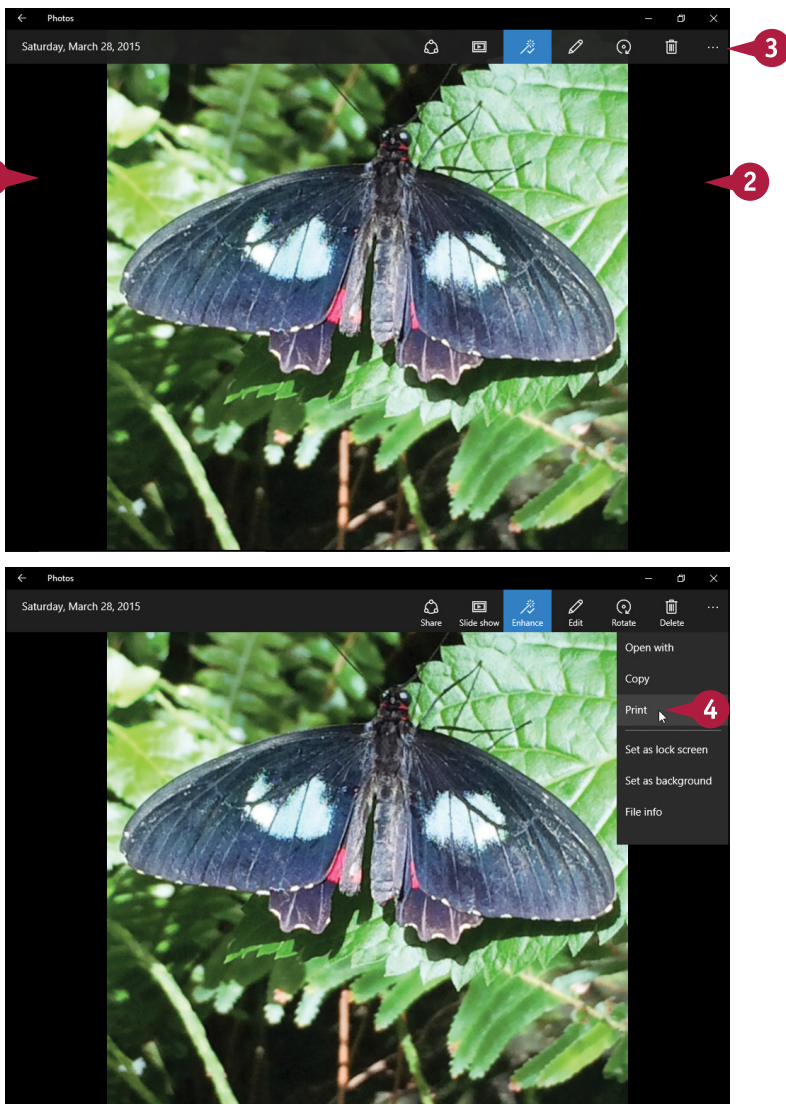 Photos
Saturday, March 28, 2015
3
2
Photos
Saturday, March 28, 2015
Share Slide show Enhance Edit Rotate Delete
Open with
Copy
Print
4
Set as lock screen
Set as background
File info